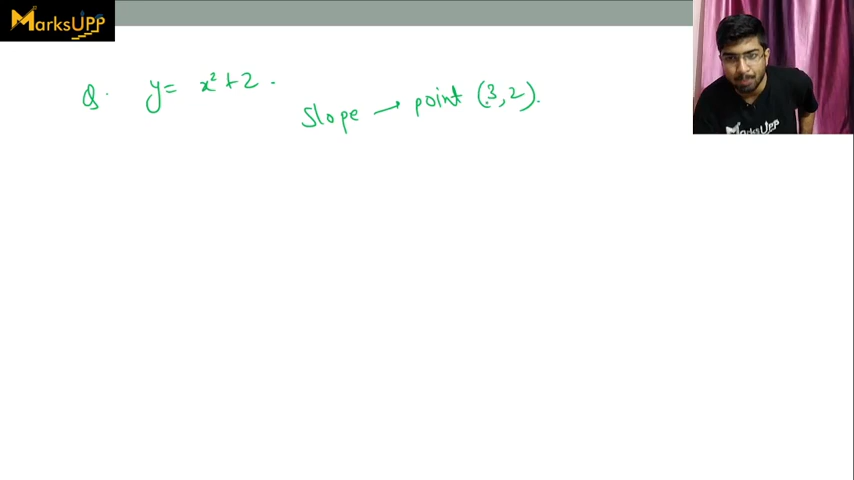 MARKSUPP
Q. y = x² + 2.
Slope → point (3,2).
MARKSUPP